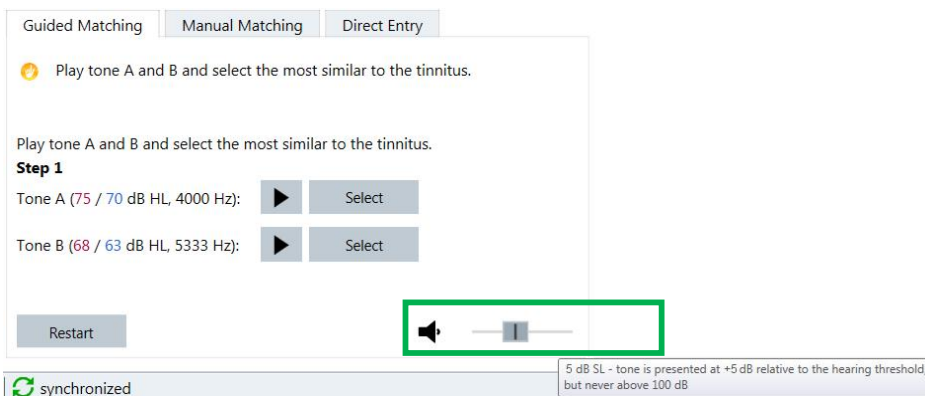 Guided Matching Manual Matching Direct Entry
Play tone A and B and select the most similar to the tinnitus.
Play tone A and B and select the most similar to the tinnitus.
Step 1
Tone A (75 / 70 dB HL, 4000 Hz): Select
Tone B (68 / 63 dB HL, 5333 Hz): Select
Restart
5 dB SL - tone is presented at +5 dB relative to the hearing threshold,
but never above 100 dB
synchronized